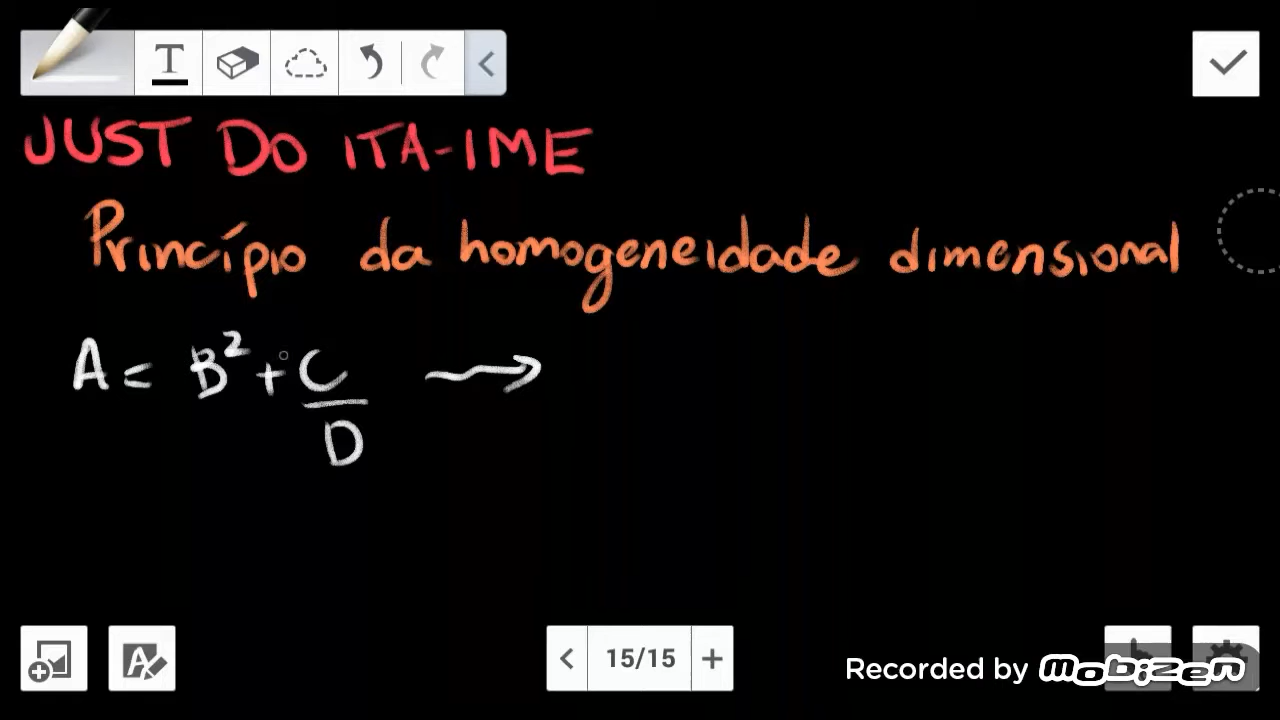 T
JUST DO ITA-IME
Princípio da homogeneidade dimensional
A = B² + C/D →
15/15
Recorded by mobizen